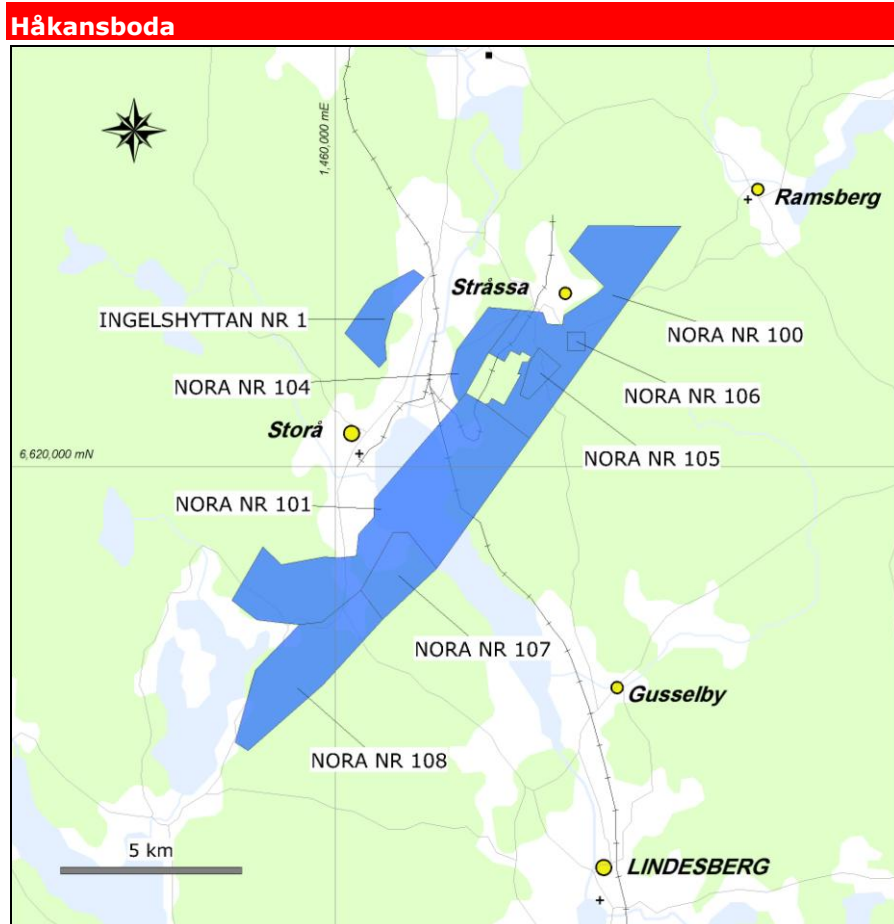 Håkansboda
1,460,000 mE
Ramsberg
Stråssa
INGELSHYTTAN NR 1
NORA NR 100
NORA NR 104
NORA NR 106
Storå
6,620,000 mN
NORA NR 105
NORA NR 101
NORA NR 107
Gusselby
NORA NR 108
5 km
LINDESBERG